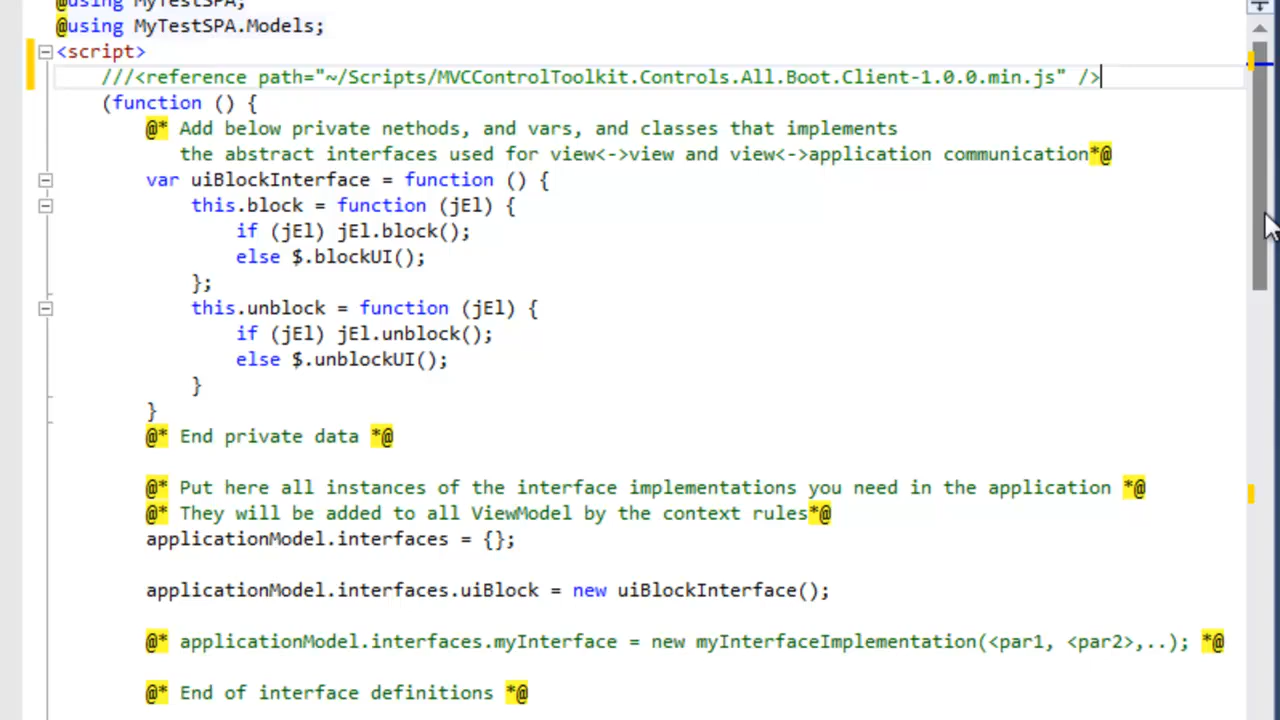 @using MyTestSPA;
@using MyTestSPA.Models;
<script>
///<reference path="~/Scripts/MVCControlToolkit.Controls.All.Boot.Client-1.0.0.min.js" />
(function () {
@* Add below private nethods, and vars, and classes that implements
the abstract interfaces used for view<->view and view<->application communication*@
var uiBlockInterface = function () {
this.block = function (jEl) {
if (jEl) jEl.block();
else $.blockUI();
};
this.unblock = function (jEl) {
if (jEl) jEl.unblock();
else $.unblockUI();
}
}
@* End private data *@
@* Put here all instances of the interface implementations you need in the application *@
@* They will be added to all ViewModel by the context rules*@
applicationModel.interfaces = {};
applicationModel.interfaces.uiBlock = new uiBlockInterface();
@* applicationModel.interfaces.myInterface = new myInterfaceImplementation(<par1, <par2>,..); *@
@* End of interface definitions *@